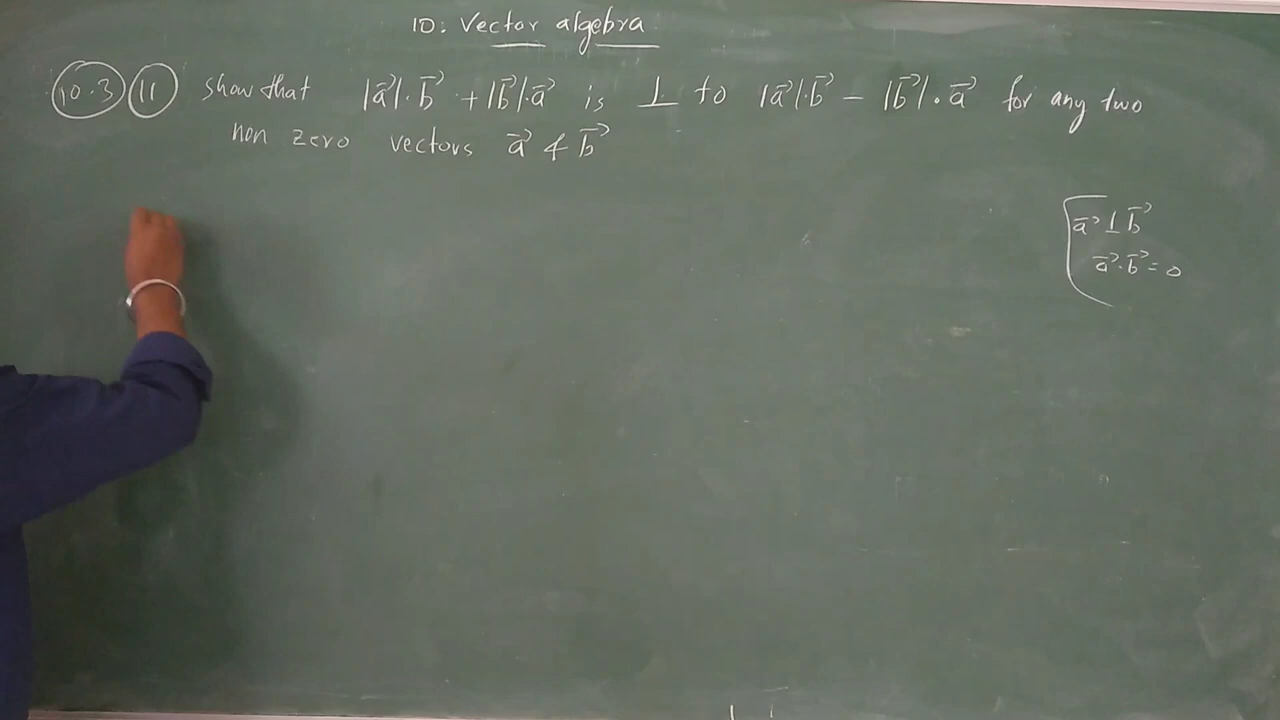 10: Vector algebra
10.3 11 Show that |a⃗|.b⃗ + |b⃗|.a⃗ is ⊥ to |a⃗|.b⃗ - |b⃗|.a⃗ for any two
non zero vectors a⃗ & b⃗
a⃗ ⊥ b⃗
a⃗.b⃗ = 0